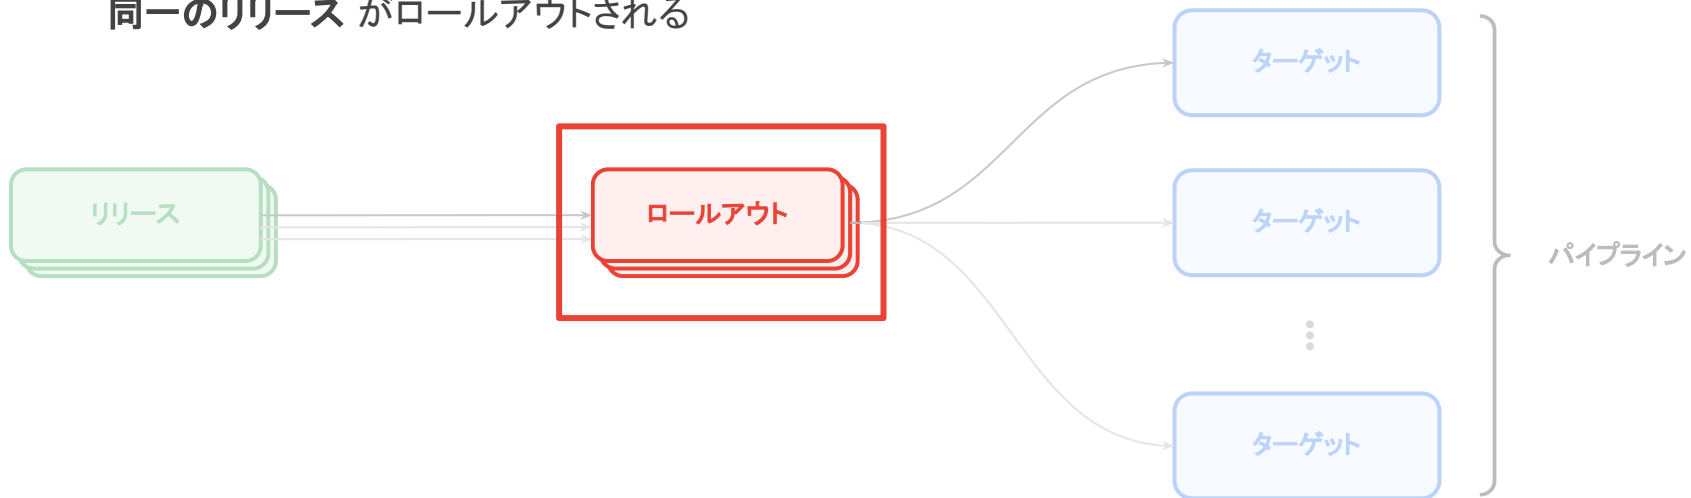 同一のリリース がロールアウトされる
ターゲット
リリース
ロールアウト
ターゲット
パイプライン
ターゲット